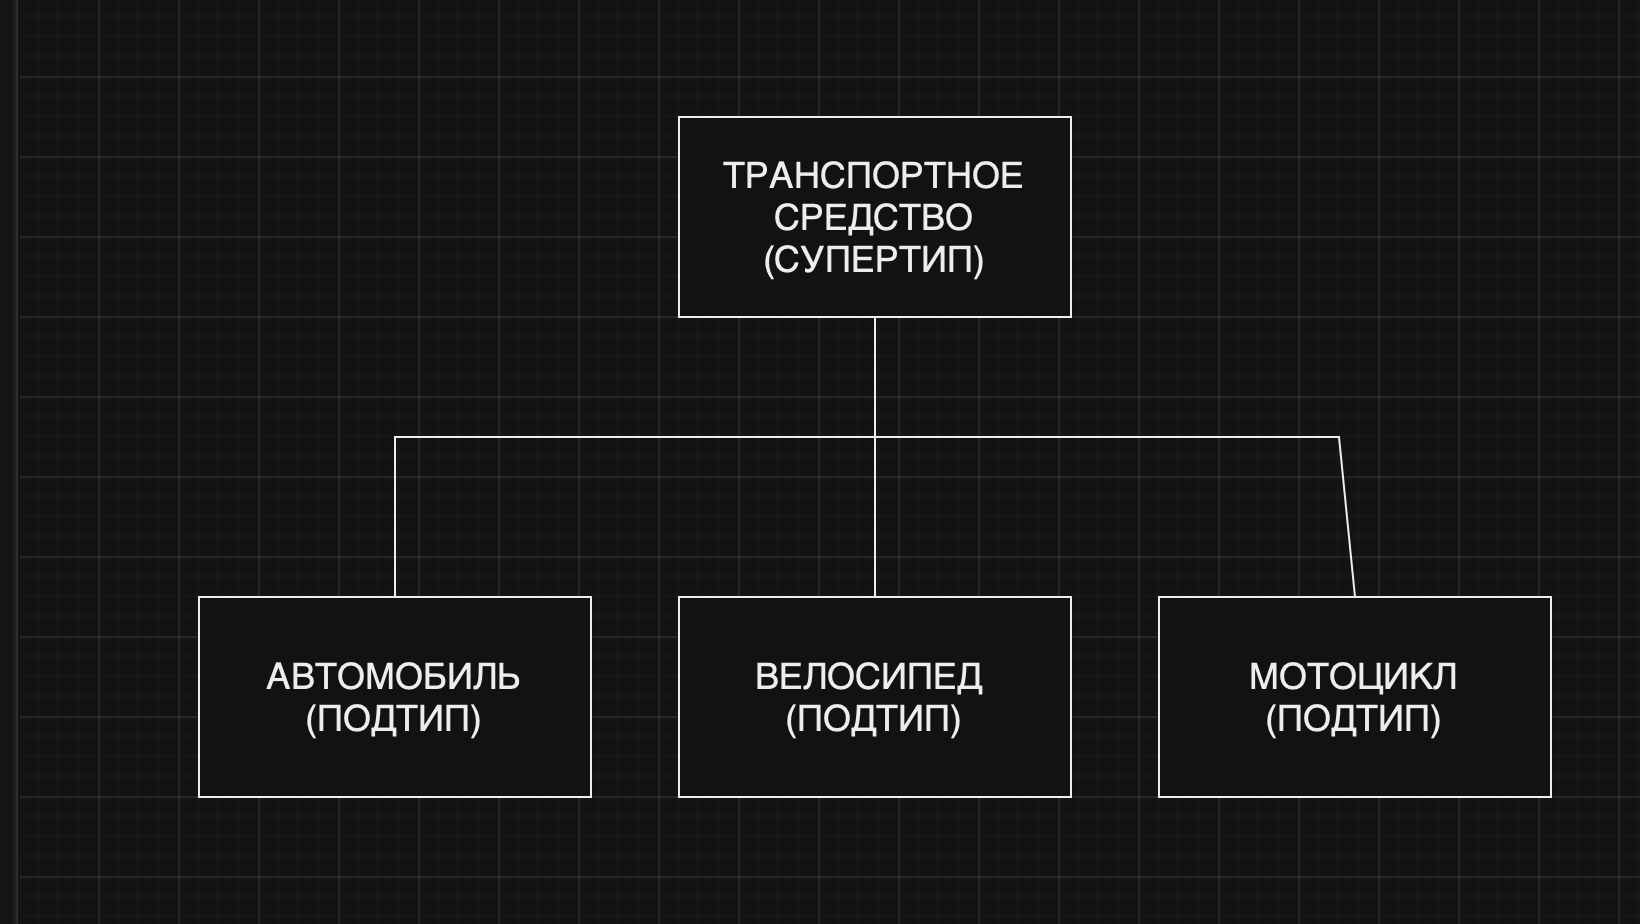 ТРАНСПОРТНОЕ
СРЕДСТВО
(СУПЕРТИП)
АВТОМОБИЛЬ
(ПОДТИП)
ВЕЛОСИПЕД
(ПОДТИП)
МОТОЦИКЛ
(ПОДТИП)